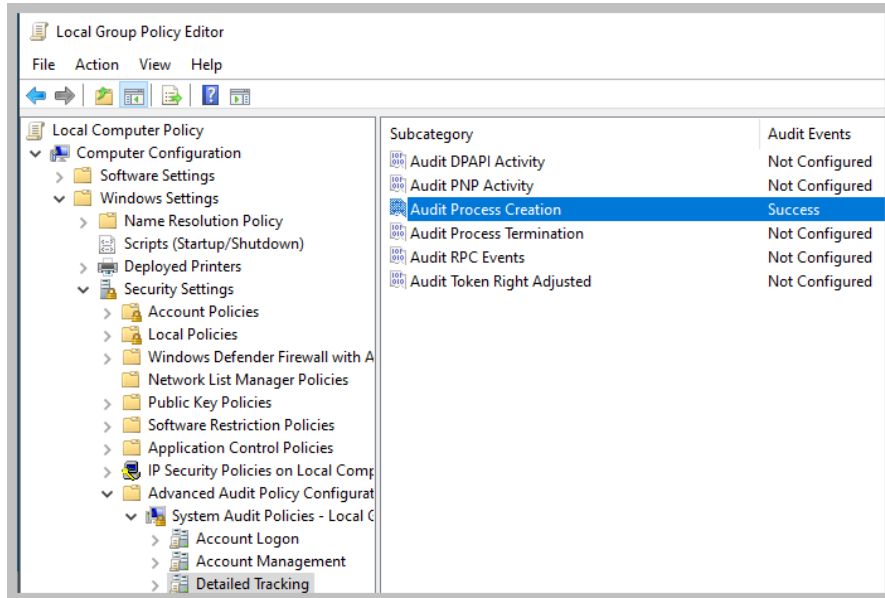 Local Group Policy Editor
File Action View Help
Local Computer Policy
Computer Configuration
Software Settings
Windows Settings
Name Resolution Policy
Scripts (Startup/Shutdown)
Deployed Printers
Security Settings
Account Policies
Local Policies
Windows Defender Firewall with A
Network List Manager Policies
Public Key Policies
Software Restriction Policies
Application Control Policies
IP Security Policies on Local Comp
Advanced Audit Policy Configurat
System Audit Policies - Local G
Account Logon
Account Management
Detailed Tracking
Subcategory Audit Events
Audit DPAPI Activity Not Configured
Audit PNP Activity Not Configured
Audit Process Creation Success
Audit Process Termination Not Configured
Audit RPC Events Not Configured
Audit Token Right Adjusted Not Configured